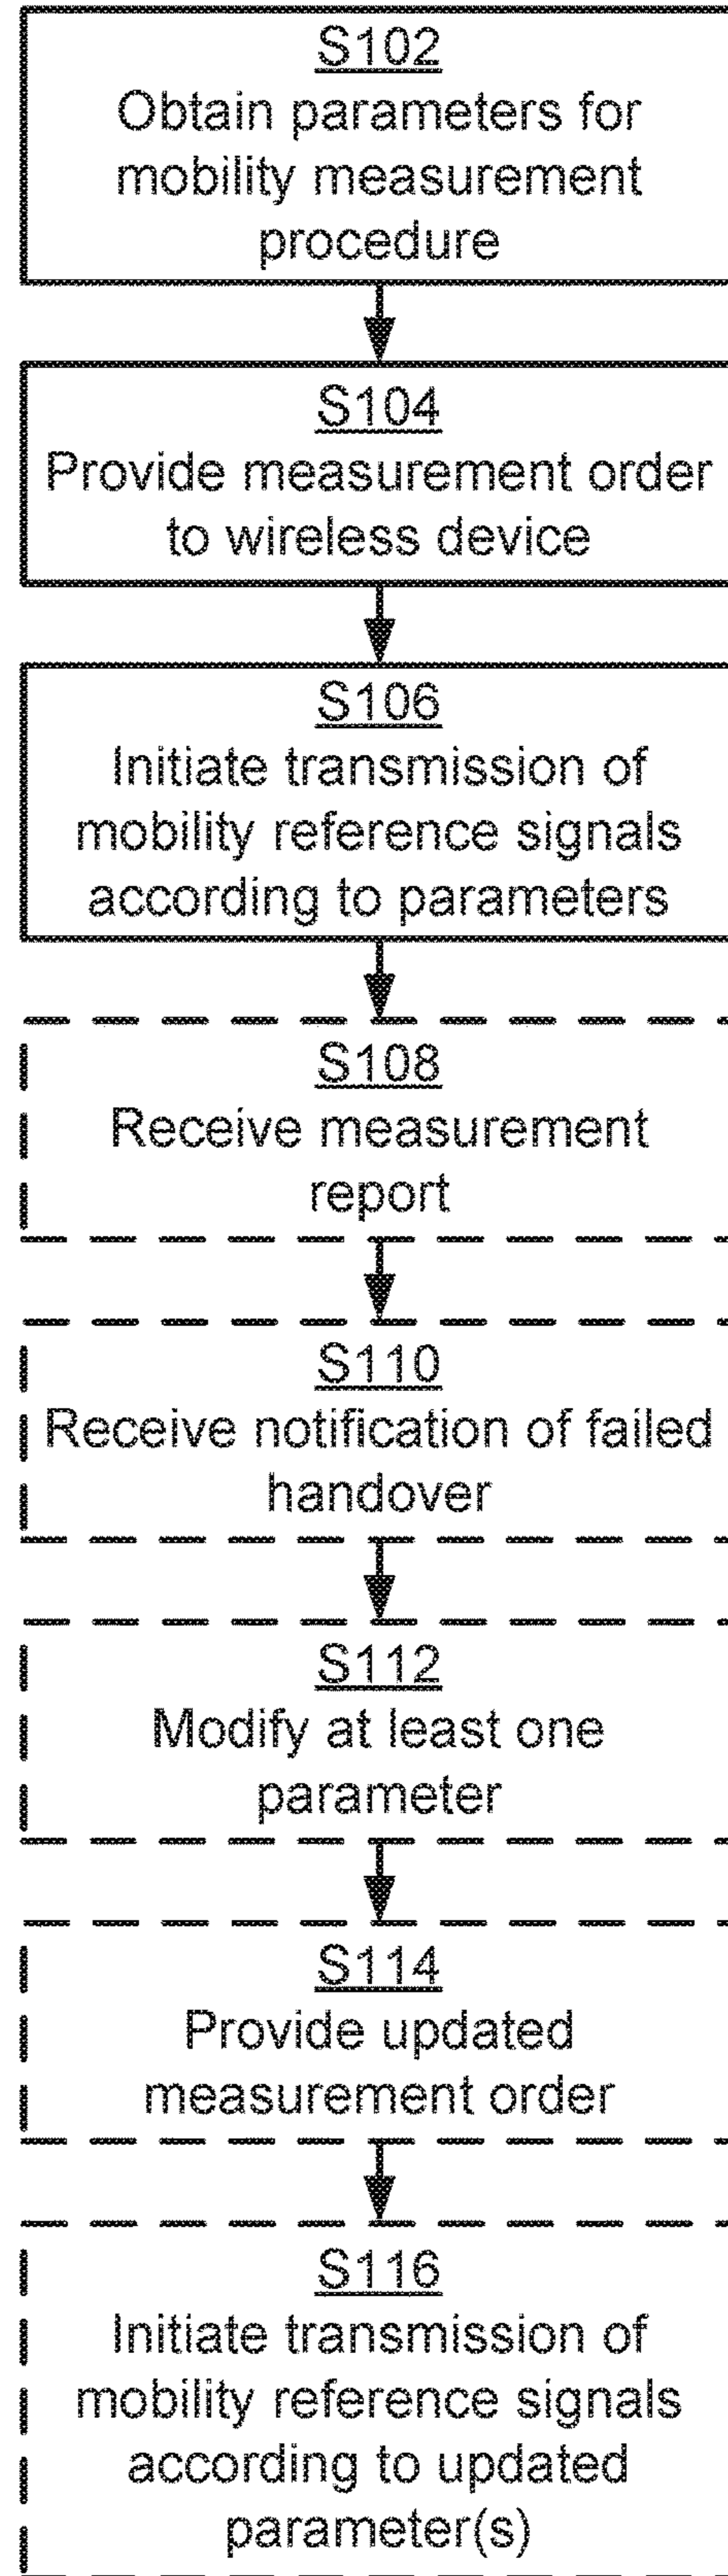 S102
Obtain parameters for
mobility measurement
procedure
S104
Provide measurement order
to wireless device
S106
Initiate transmission of
mobility reference signals
according to parameters
S108
Receive measurement
report
S110
Receive notification of failed
handover
S112
Modify at least one
parameter
S114
Provide updated
measurement order
S116
Initiate transmission of
mobility reference signals
according to updated
parameter(s)